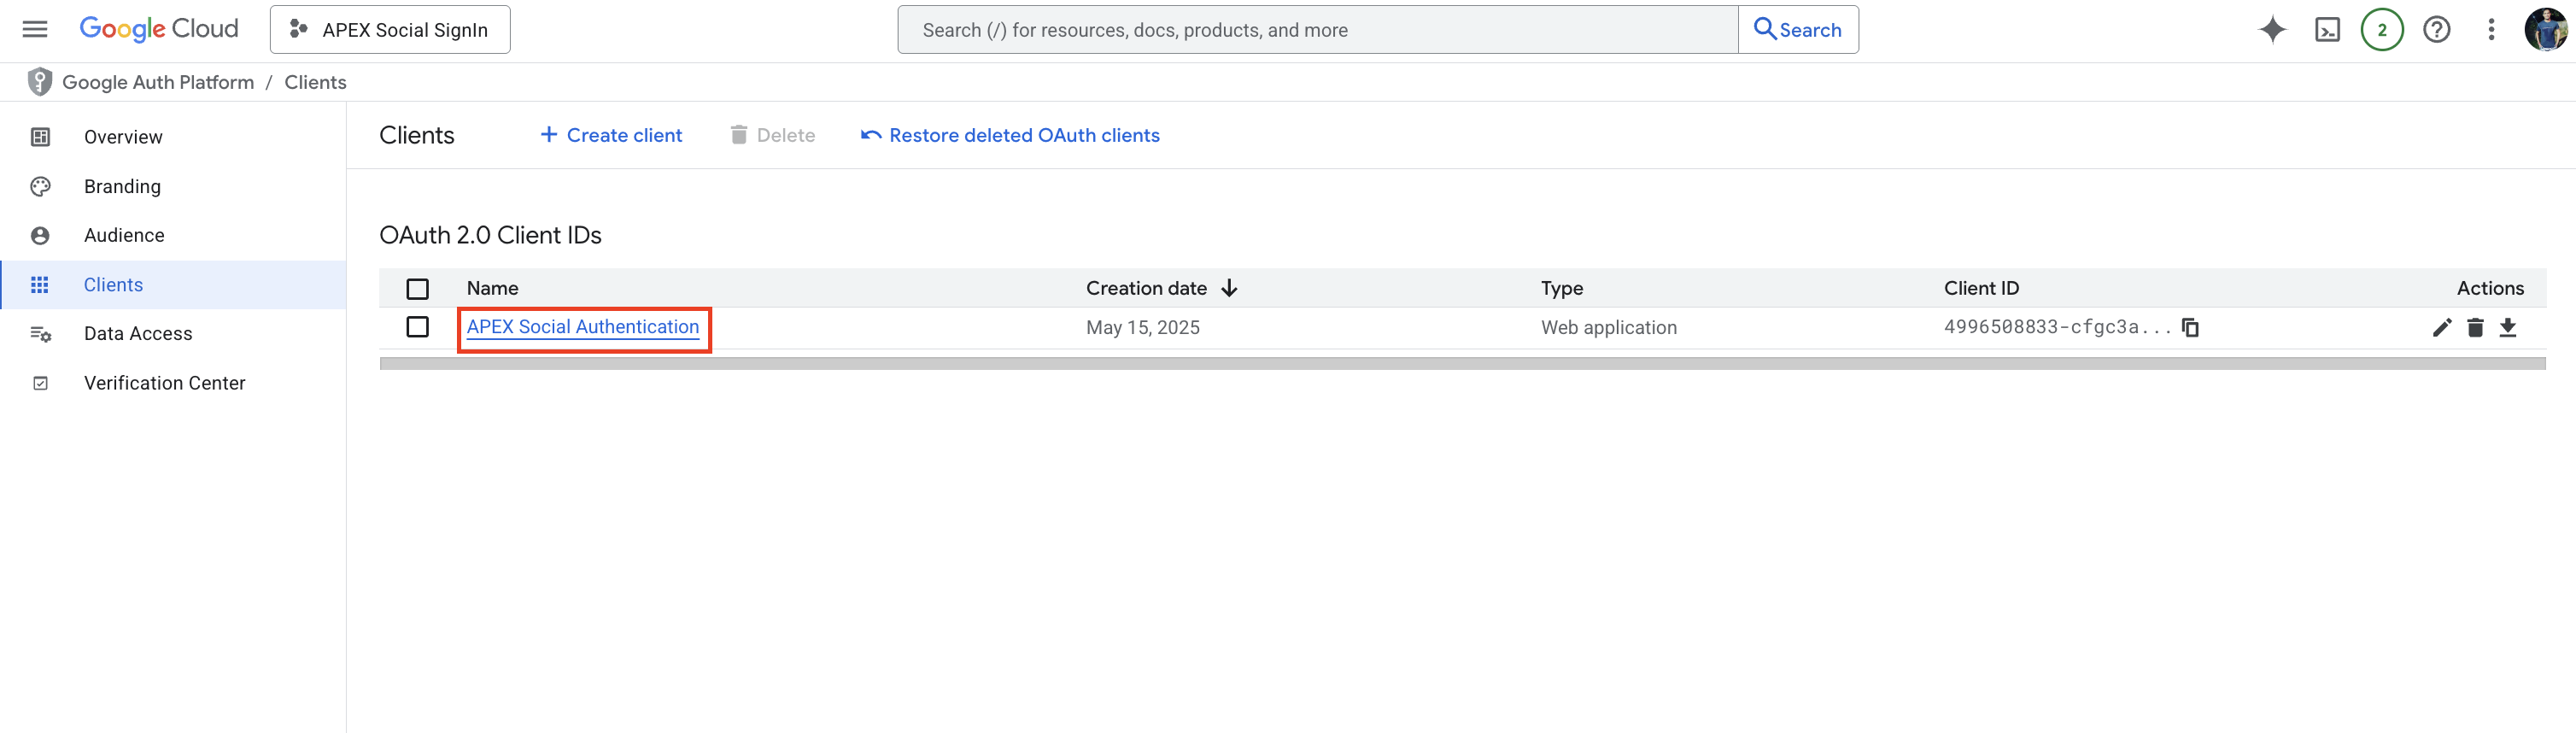 Google Cloud
APEX Social SignIn
Search (/) for resources, docs, products, and more
Search
2
Google Auth Platform / Clients
Overview
Branding
Audience
Clients
Data Access
Verification Center
Clients
Create client
Delete
Restore deleted OAuth clients
OAuth 2.0 Client IDs
Name Creation date Type Client ID Actions
APEX Social Authentication May 15, 2025 Web application 4996508833-cfgc3a...